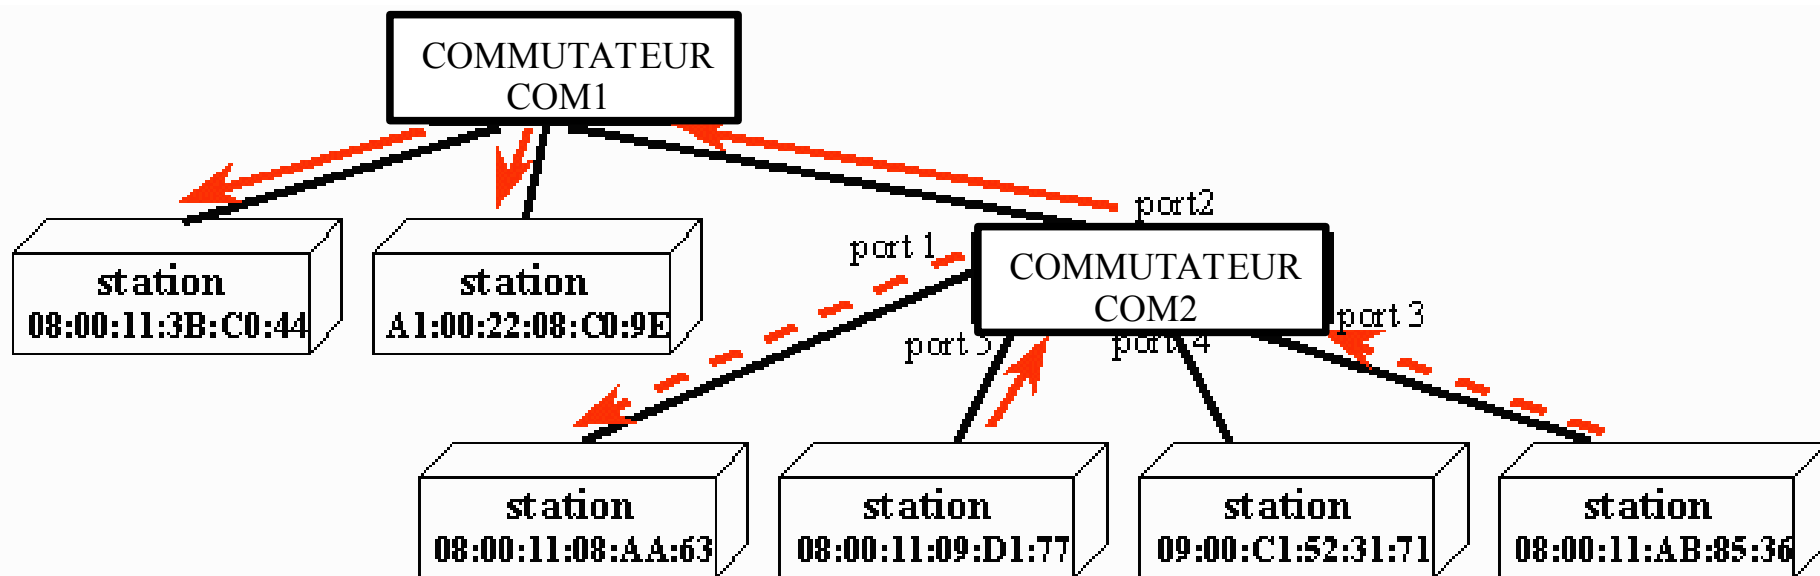 COMMUTATEUR
COM1
port2
port 1
COMMUTATEUR
COM2
station
08:00:11:3B:C0:44
station
A1:00:22:08:C0:9E
port 3
port 5
port 4
station
08:00:11:08:AA:63
station
08:00:11:09:D1:77
station
09:00:C1:52:31:71
station
08:00:11:AB:85:36